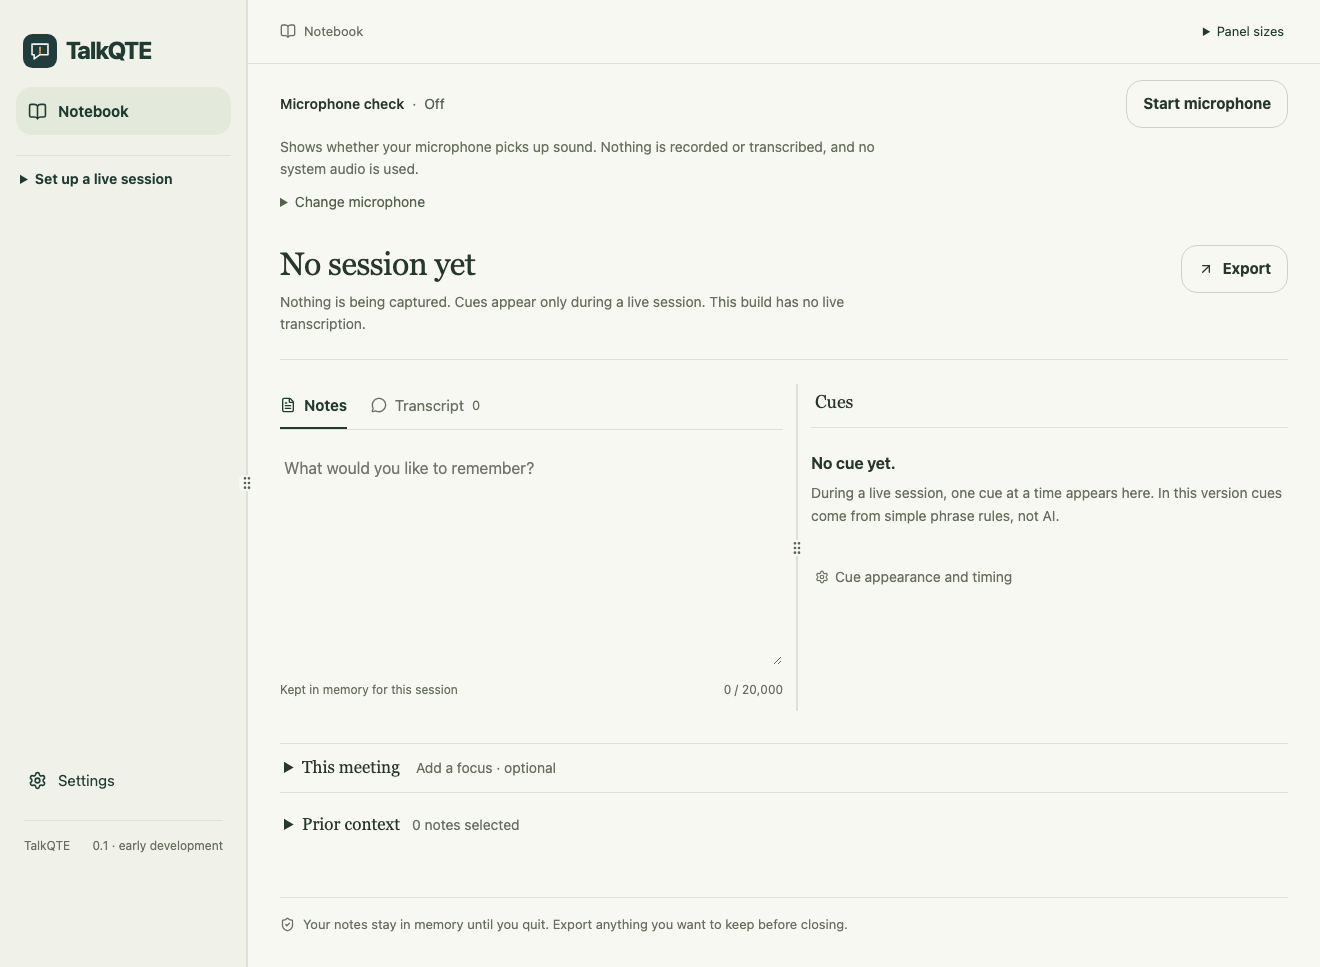 TalkQTE
Notebook
Set up a live session
Settings
TalkQTE 0.1 · early development
Notebook
Panel sizes
Microphone check · Off
Start microphone
Shows whether your microphone picks up sound. Nothing is recorded or transcribed, and no
system audio is used.
Change microphone
No session yet
Export
Nothing is being captured. Cues appear only during a live session. This build has no live
transcription.
Notes
Transcript 0
What would you like to remember?
Kept in memory for this session
0 / 20,000
Cues
No cue yet.
During a live session, one cue at a time appears here. In this version cues
come from simple phrase rules, not AI.
Cue appearance and timing
This meeting Add a focus · optional
Prior context 0 notes selected
Your notes stay in memory until you quit. Export anything you want to keep before closing.